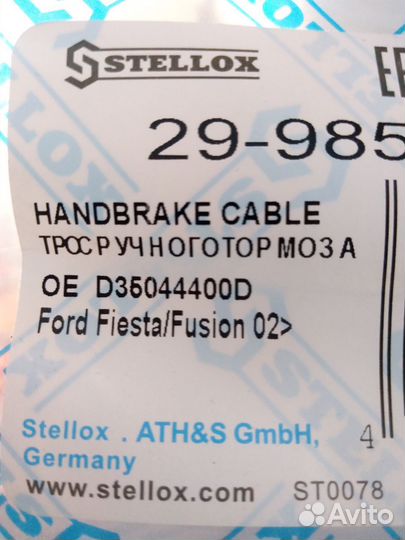 STELLOX
29-985
HANDBRAKE CABLE
ТРОС РУЧНОГО ТОРМОЗА
OE D35044400D
Ford Fiesta/Fusion 02>
Stellox . ATH&S GmbH,
Germany
4
www.stellox.com ST0078
Avito